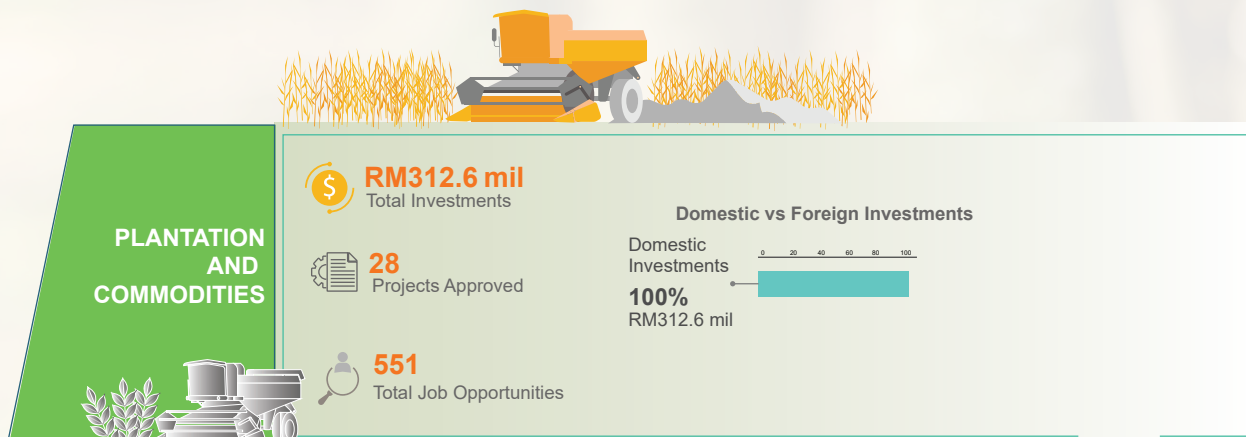 PLANTATION
AND
COMMODITIES
$
RM312.6 mil
Total Investments
28
Projects Approved
551
Total Job Opportunities
Domestic vs Foreign Investments
Domestic
Investments
100%
RM312.6 mil
0 20 40 60 80 100